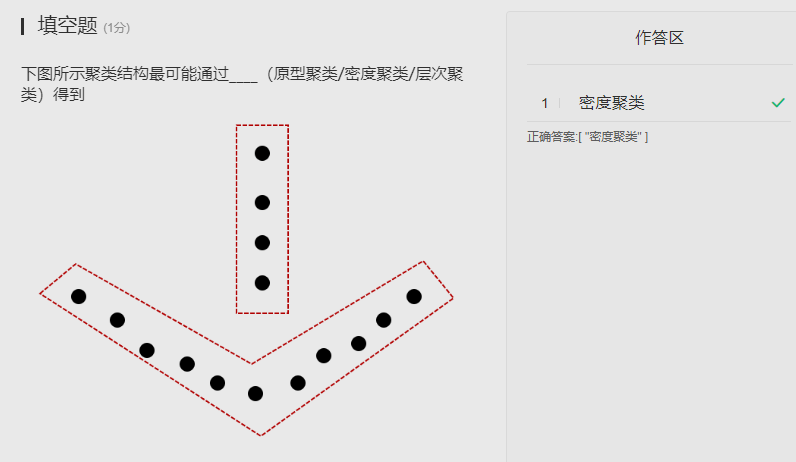 填空题 (1分)
下图所示聚类结构最可能通过____（原型聚类/密度聚类/层次聚
类）得到
作答区
1 密度聚类
正确答案:[ "密度聚类" ]